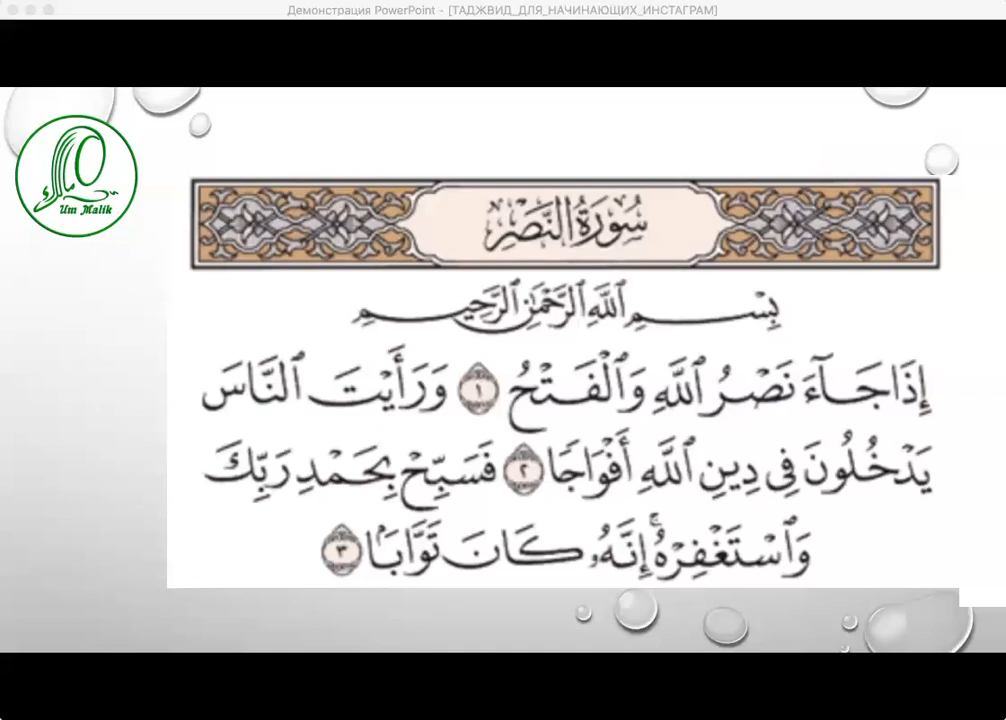 Демонстрация PowerPoint - [ТАДЖВИД_ДЛЯ_НАЧИНАЮЩИХ_ИНСТАГРАМ]
Um Malik
سُورَةُ النَّصْرِ
بِسْمِ ٱللَّهِ ٱلرَّحْمَٰنِ ٱلرَّحِيمِ
إِذَا جَآءَ نَصْرُ ٱللَّهِ وَٱلْفَتْحُ ١ وَرَأَيْتَ ٱلنَّاسَ
يَدْخُلُونَ فِى دِينِ ٱللَّهِ أَفْوَاجًا ٢ فَسَبِّحْ بِحَمْدِ رَبِّكَ
وَٱسْتَغْفِرْهُ ۚ إِنَّهُۥ كَانَ تَوَّابَۢا ٣